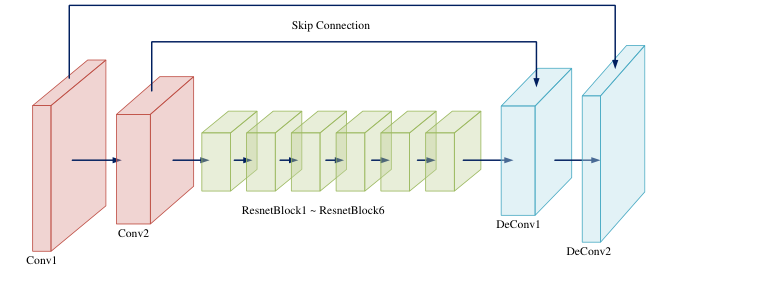 Skip Connection
ResnetBlock1 ~ ResnetBlock6
DeConv1
Conv2
DeConv2
Conv1